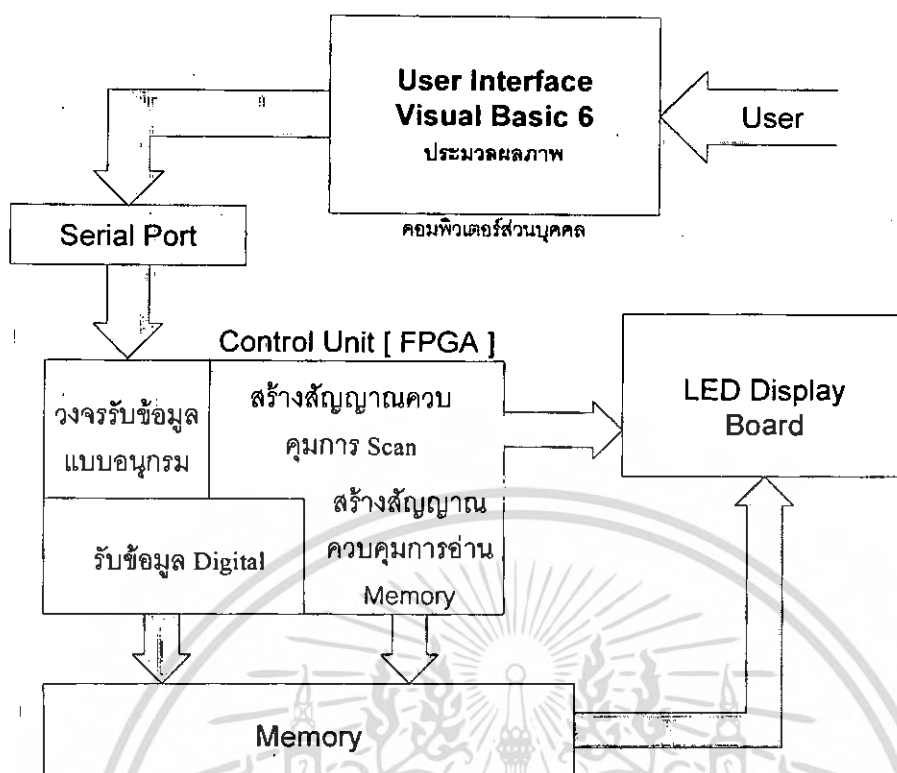 User Interface
Visual Basic 6
ประมวลผลภาพ
User
คอมพิวเตอร์ส่วนบุคคล
Serial Port
Control Unit [ FPGA ]
วงจรรับข้อมูล
แบบอนุกรม
สร้างสัญญาณควบ
คุมการ Scan
สร้างสัญญาณ
ควบคุมการอ่าน
Memory
รับข้อมูล Digital
LED Display
Board
Memory